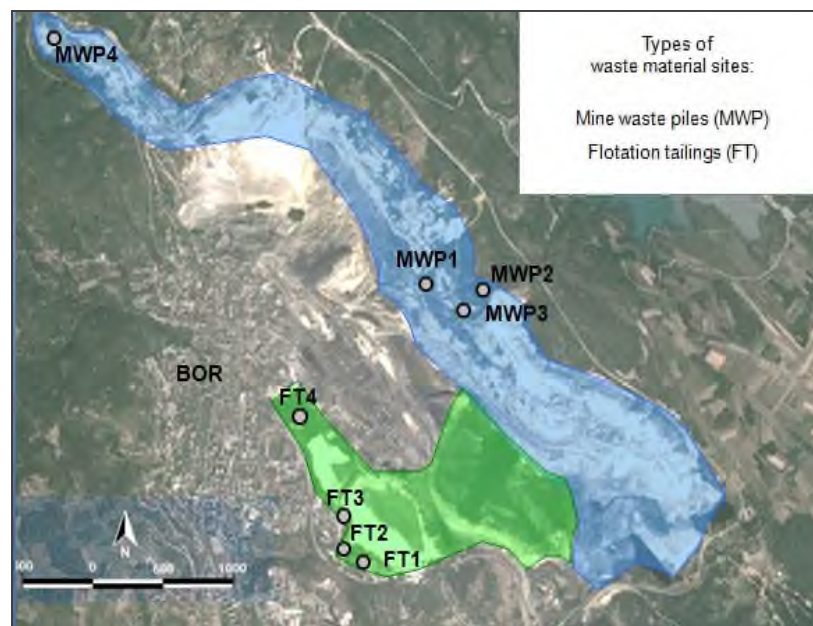 Types of
waste material sites:
Mine waste piles (MWP)
Flotation tailings (FT)
MWP4
MWP1
MWP2
MWP3
BOR
FT4
FT3
FT2
FT1
N
500 0 500 1000